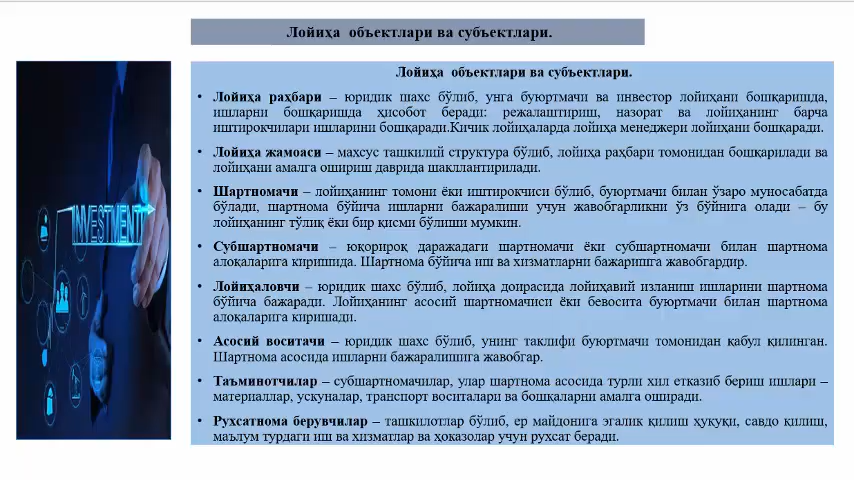 Лойиҳа объектлари ва субъектлари.
Лойиҳа объектлари ва субъектлари.
• Лойиҳа раҳбари – юридик шахс бўлиб, унга буюртмачи ва инвестор лойиҳани бошқаришда,
ишларни бошқаришда ҳисобот беради: режалаштириш, назорат ва лойиҳанинг барча
иштирокчилари ишларини бошқаради.Кичик лойиҳаларда лойиҳа менеджери лойиҳани бошқаради.
• Лойиҳа жамоаси – махсус ташкилий структура бўлиб, лойиҳа раҳбари томонидан бошқарилади ва
лойиҳани амалга ошириш даврида шакллантирилади.
• Шартномачи – лойиҳанинг томони ёки иштирокчиси бўлиб, буюртмачи билан ўзаро муносабатда
бўлади, шартнома бўйича ишларни бажаралиши учун жавобгарликни ўз бўйнига олади – бу
лойиҳанинг тўлиқ ёки бир қисми бўлиши мумкин.
• Субшартномачи – юқорироқ даражадаги шартномачи ёки субшартномачи билан шартнома
алоқаларига киришида. Шартнома бўйича иш ва хизматларни бажаришга жавобгардир.
• Лойиҳаловчи – юридик шахс бўлиб, лойиҳа доирасида лойиҳавий изланиш ишларини шартнома
бўйича бажаради. Лойиҳанинг асосий шартномачиси ёки бевосита буюртмачи билан шартнома
алоқаларига киришади.
• Асосий воситачи – юридик шахс бўлиб, унинг таклифи буюртмачи томонидан қабул қилинган.
Шартнома асосида ишларни бажаралишига жавобгар.
• Таъминотчилар – субшартномачилар, улар шартнома асосида турли хил етказиб бериш ишлари –
материаллар, ускуналар, транспорт воситалари ва бошқаларни амалга оширади.
• Рухсатнома берувчилар – ташкилотлар бўлиб, ер майдонига эгалик қилиш ҳуқуқи, савдо қилиш,
маълум турдаги иш ва хизматлар ва ҳоказолар учун рухсат беради.
INVESTMENT